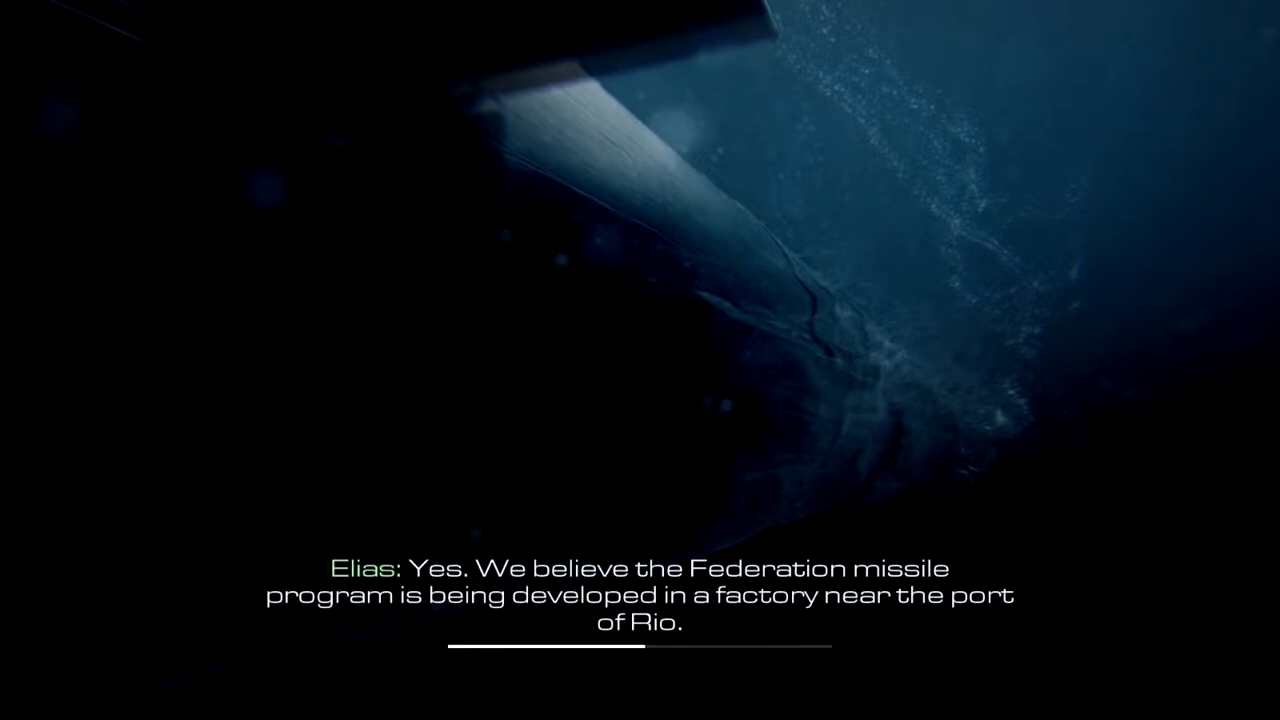 Elias: Yes. We believe the Federation missile
program is being developed in a factory near the port
of Rio.